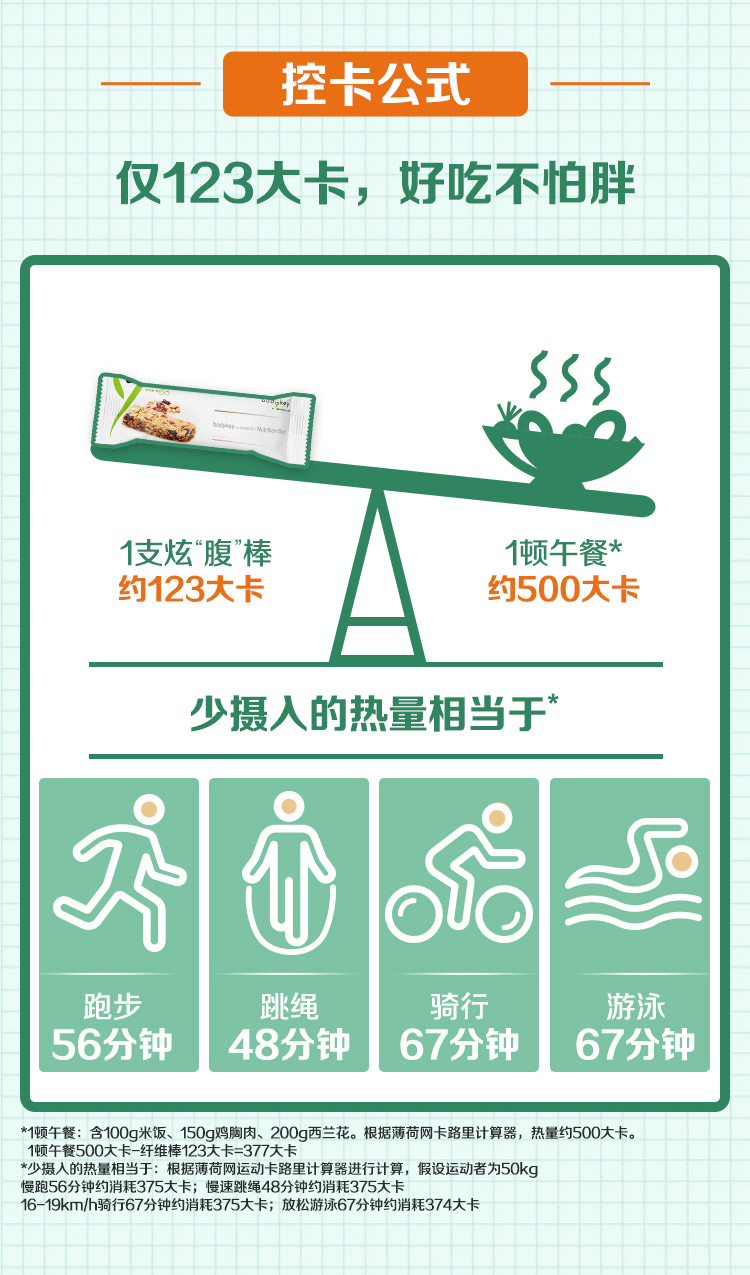 控卡公式
仅123大卡，好吃不怕胖
bodykey
Nutrition Bar
1支炫“腹”棒
约123大卡
1顿午餐*
约500大卡
少摄入的热量相当于*
跑步
56分钟
跳绳
48分钟
骑行
67分钟
游泳
67分钟
*1顿午餐：含100g米饭、150g鸡胸肉、200g西兰花。根据薄荷网卡路里计算器，热量约500大卡。
1顿午餐500大卡-纤维棒123大卡=377大卡
*少摄人的热量相当于：根据薄荷网运动卡路里计算器进行计算，假设运动者为50kg
慢跑56分钟约消耗375大卡；慢速跳绳48分钟约消耗375大卡
16-19km/h骑行67分钟约消耗375大卡；放松游泳67分钟约消耗374大卡